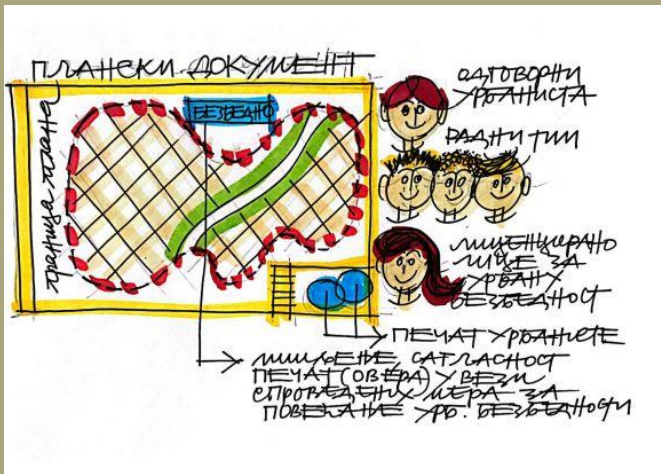 ПЛАНСКИ ДОКУМЕНТ
БЕЗБЕДНО
граница плана
ОДГОВОРНИ
УРБАНИСТА
РАДНИ ТИМ
ЛИЦЕНЦИРАНО
ЛИЦЕ ЗА
УРБАНУ
БЕЗБЕДНОСТ
ПЕЧАТ УРБАНИСТЕ
МИШЉЕЊЕ, САГЛАСНОСТ
ПЕЧАТ (ОВЕРА) У ВЕЗИ
СПРОВЕДЕНИХ МЕРА ЗА
ПОВЕЋАЊЕ УРБ. БЕЗБЕДНОСТИ